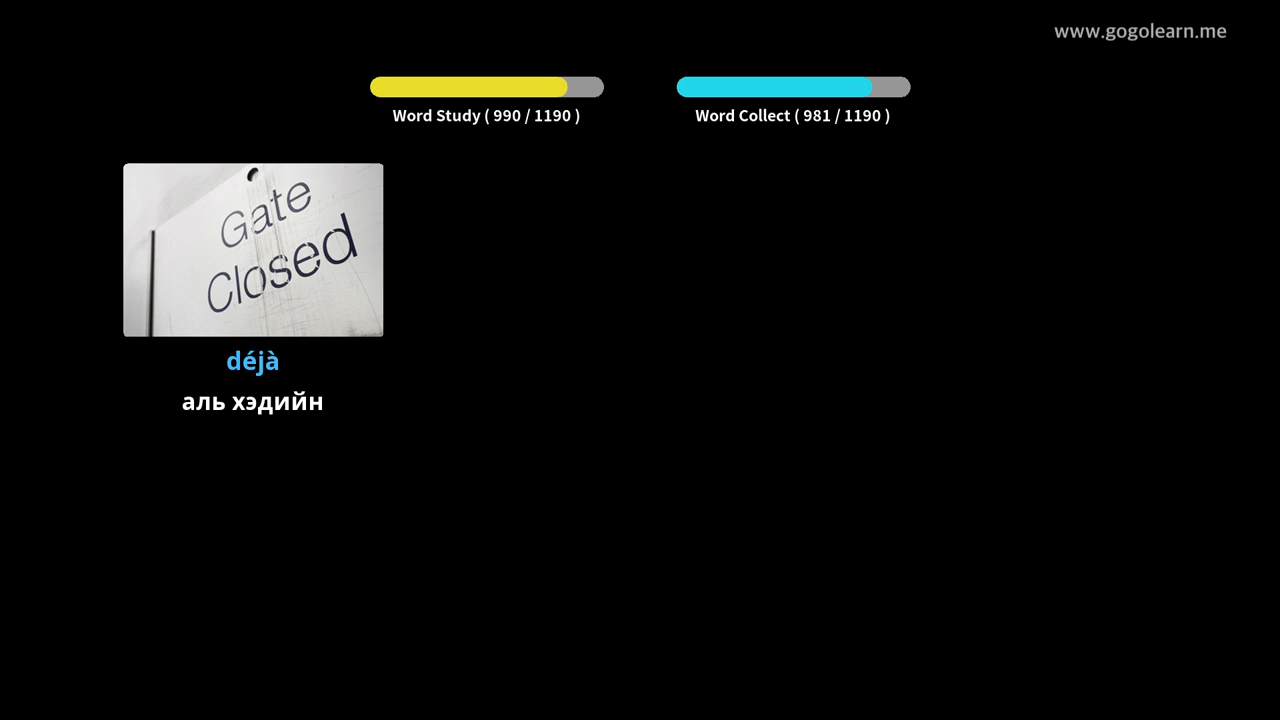 www.gogolearn.me
Word Study ( 990 / 1190 )
Word Collect ( 981 / 1190 )
Gate
Closed
déjà
аль хэдийн